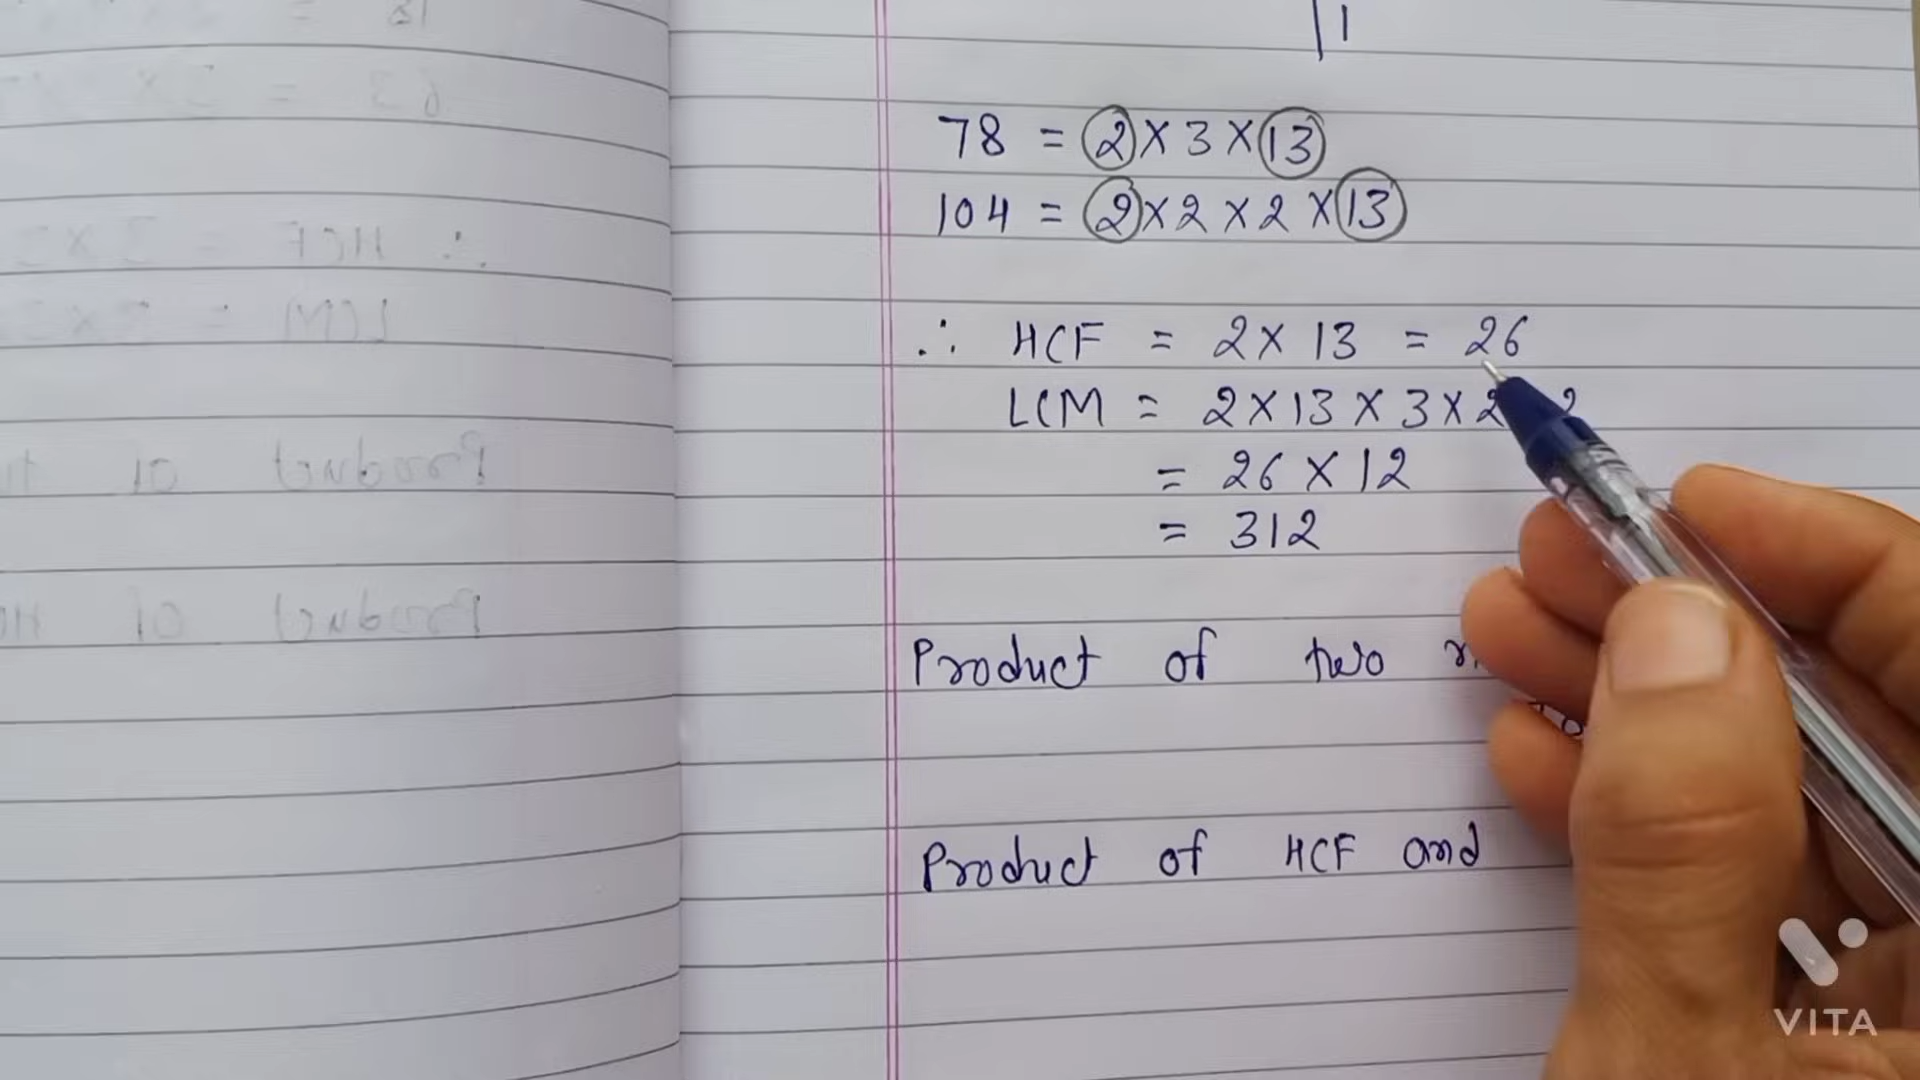 78 = 2 × 3 × 13
104 = 2 × 2 × 2 × 13
∴ HCF = 2 × 13 = 26
LCM = 2 × 13 × 3 × 2 2
= 26 × 12
= 312
Product of two
Product of HCF and
VITA